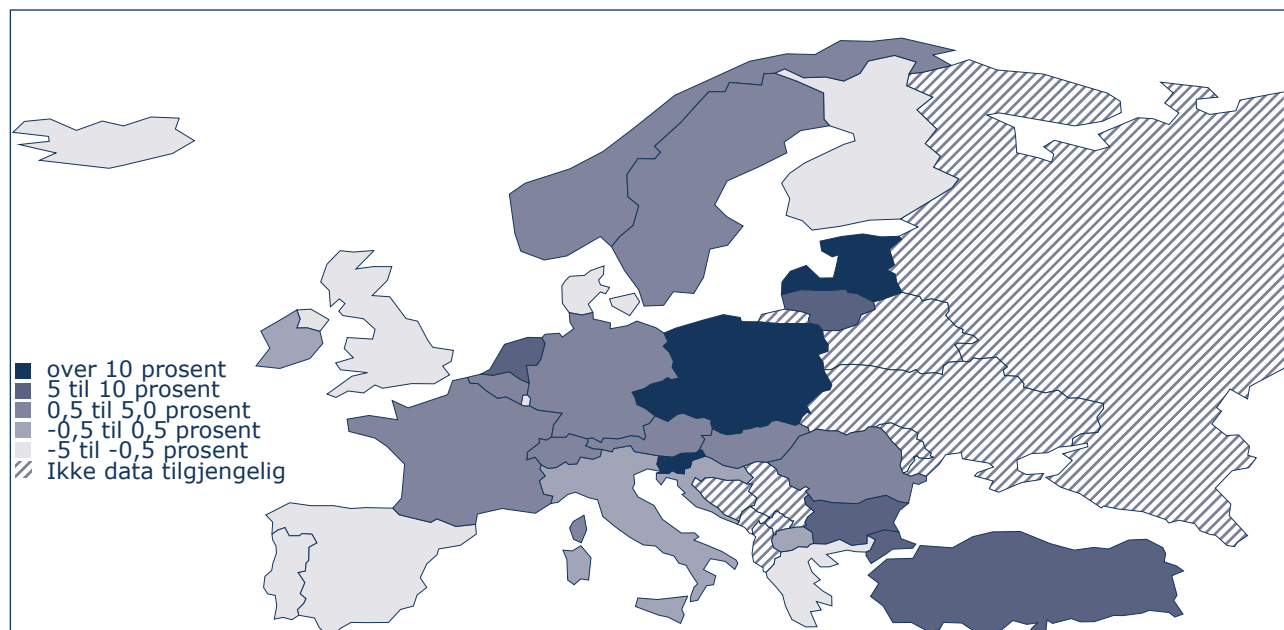 over 10 prosent
5 til 10 prosent
0,5 til 5,0 prosent
-0,5 til 0,5 prosent
-5 til -0,5 prosent
Ikke data tilgjengelig